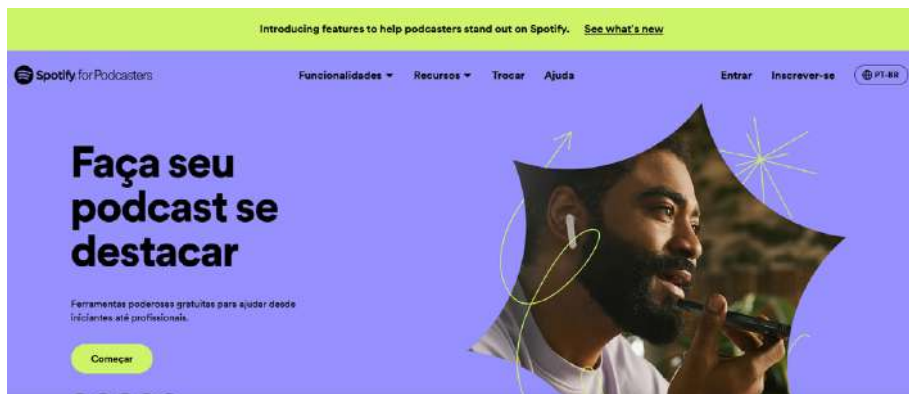 Introducing features to help podcasters stand out on Spotify. See what's new
Spotify for Podcasters Funcionalidades Recursos Trocar Ajuda Entrar Inscrever-se PT-BR
Faça seu
podcast se
destacar
Ferramentas poderosas gratuitas para ajudar desde
iniciantes até profissionais.
Começar